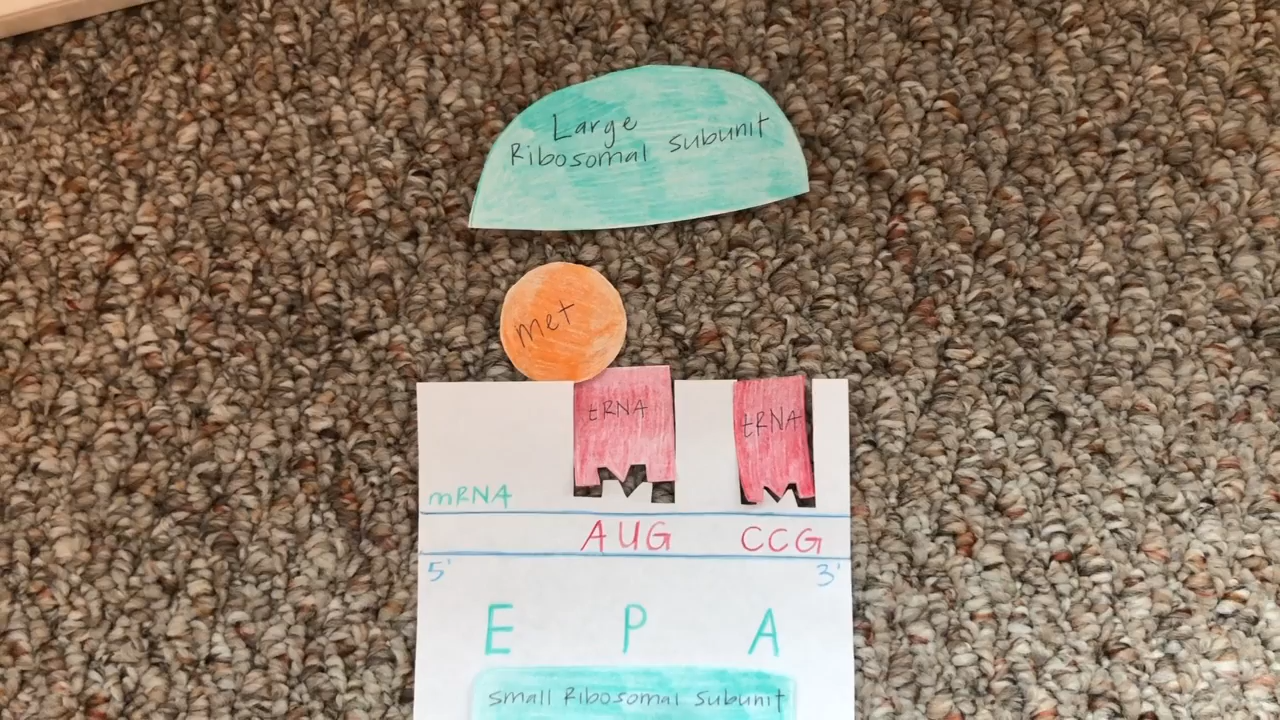 Large
Ribosomal subunit
met
tRNA
tRNA
mRNA
AUG CCG
5' 3'
E P A
small Ribosomal Subunit